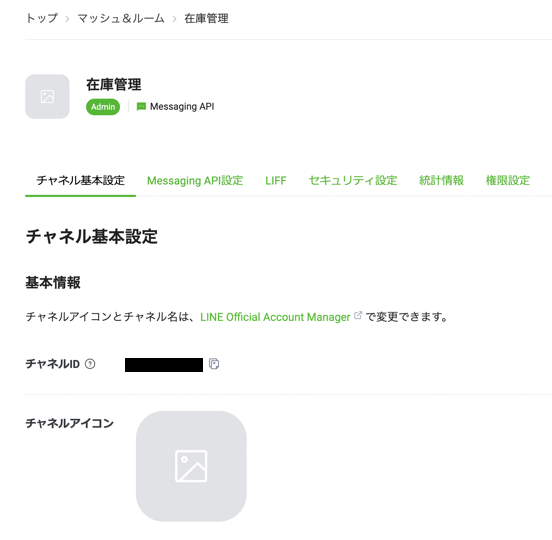 トップ > マッシュ＆ルーム > 在庫管理
在庫管理
Admin Messaging API
チャネル基本設定 Messaging API設定 LIFF セキュリティ設定 統計情報 権限設定
チャネル基本設定
基本情報
チャネルアイコンとチャネル名は、LINE Official Account Manager で変更できます。
チャネルID
チャネルアイコン